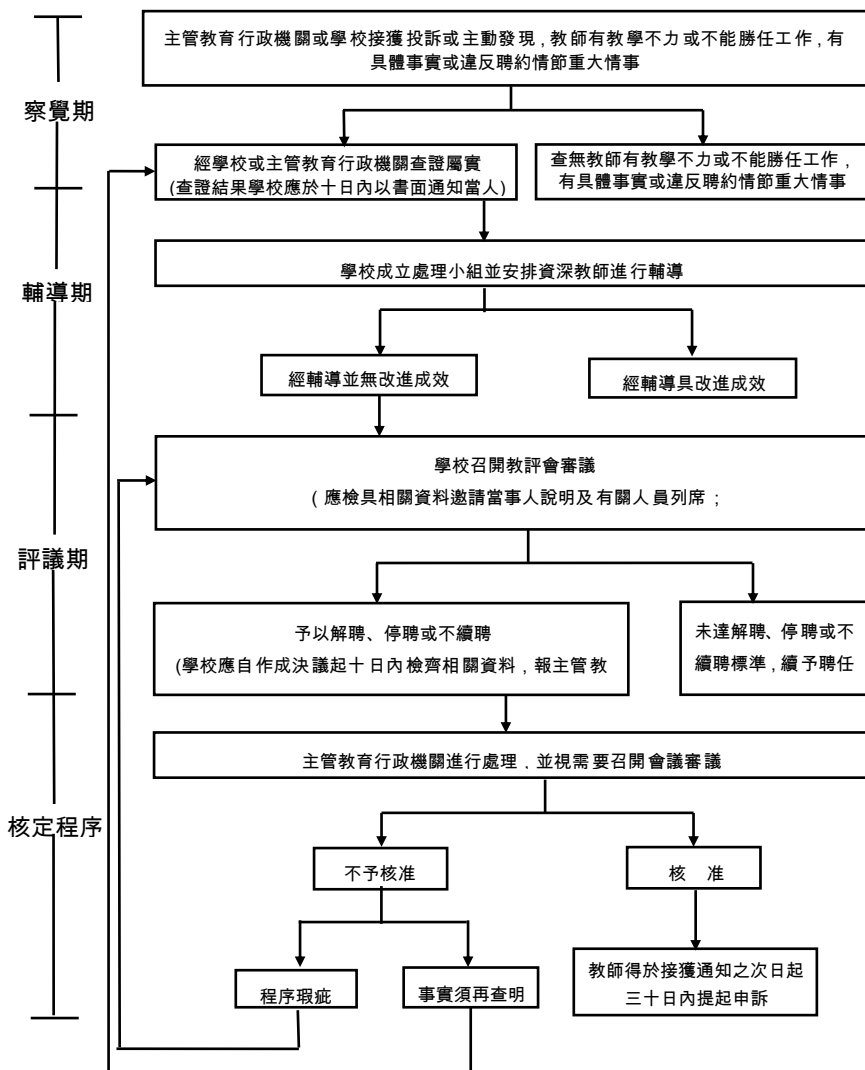 主管教育行政機關或學校接獲投訴或主動發現，教師有教學不力或不能勝任工作，有
具體事實或違反聘約情節重大情事
察覺期
經學校或主管教育行政機關查證屬實
(查證結果學校應於十日內以書面通知當人)
查無教師有教學不力或不能勝任工作，
有具體事實或違反聘約情節重大情事
輔導期
學校成立處理小組並安排資深教師進行輔導
經輔導並無改進成效
經輔導具改進成效
學校召開教評會審議
(應檢具相關資料邀請當事人說明及有關人員列席；
評議期
予以解聘、停聘或不續聘
(學校應自作成決議起十日內檢齊相關資料，報主管教
未達解聘、停聘或不
續聘標準，續予聘任
主管教育行政機關進行處理，並視需要召開會議審議
核定程序
不予核准
核 准
程序瑕疵
事實須再查明
教師得於接獲通知之次日起
三十日內提起申訴